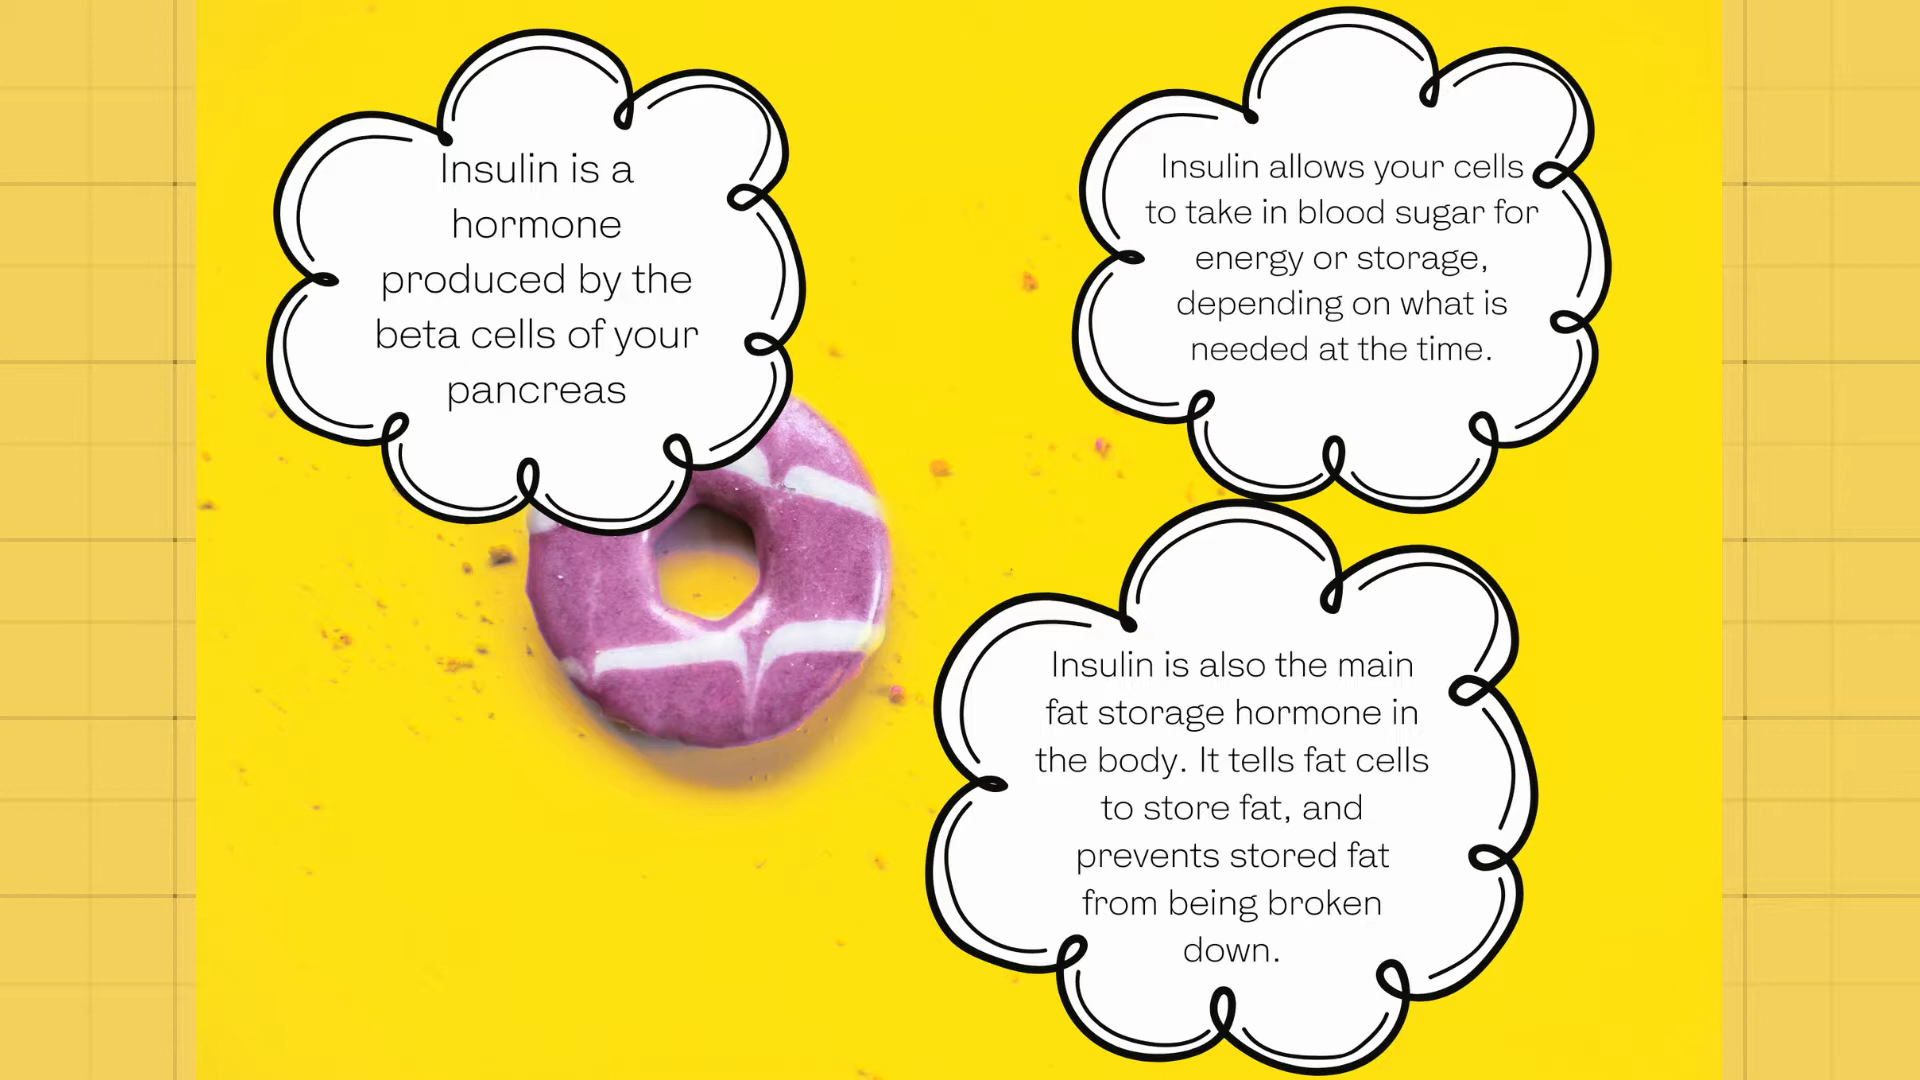 Insulin is a
hormone
produced by the
beta cells of your
pancreas
Insulin allows your cells
to take in blood sugar for
energy or storage,
depending on what is
needed at the time.
Insulin is also the main
fat storage hormone in
the body. It tells fat cells
to store fat, and
prevents stored fat
from being broken
down.